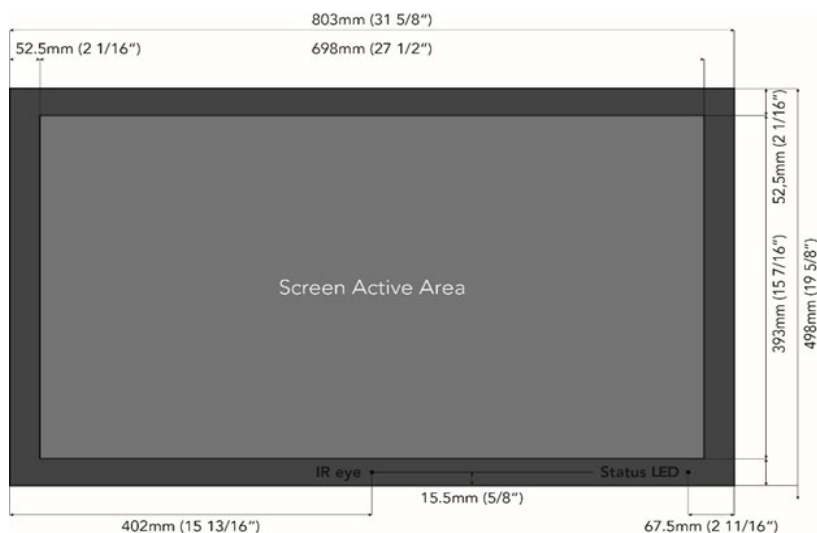 803mm (31 5/8“)
52.5mm (2 1/16“)
698mm (27 1/2“)
52,5mm (2 1/16“)
Screen Active Area
393mm (15 7/16“)
498mm (19 5/8“)
IR eye
Status LED
15.5mm (5/8“)
402mm (15 13/16“)
67.5mm (2 11/16“)